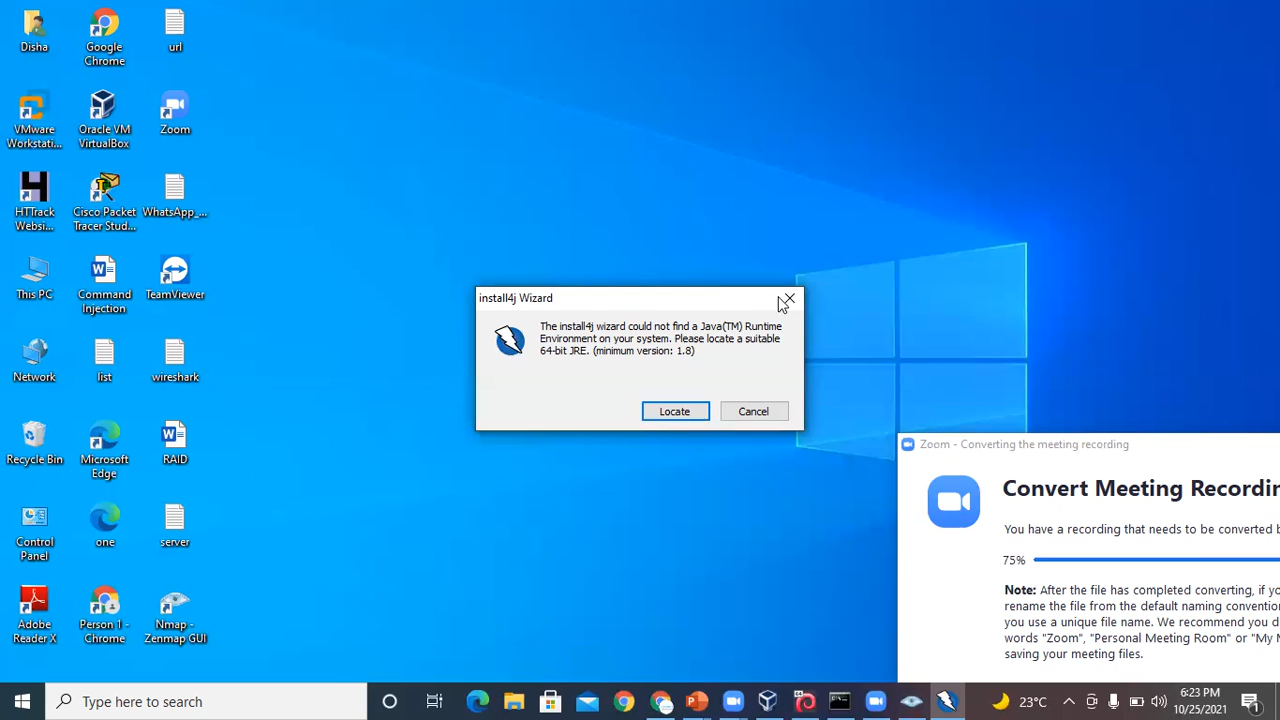 Disha
Google
Chrome
url
VMware
Workstati...
Oracle VM
VirtualBox
Zoom
HTTrack
Websi...
Cisco Packet
Tracer Stud...
WhatsApp_...
This PC
Command
Injection
TeamViewer
Network
list
wireshark
Recycle Bin
Microsoft
Edge
RAID
Control
Panel
one
server
Adobe
Reader X
Person 1 -
Chrome
Nmap -
Zenmap GUI
install4j Wizard
The install4j wizard could not find a Java(TM) Runtime
Environment on your system. Please locate a suitable
64-bit JRE. (minimum version: 1.8)
Locate
Cancel
Zoom - Converting the meeting recording
Convert Meeting Recordin
You have a recording that needs to be converted b
75%
Note: After the file has completed converting, if yo
rename the file from the default naming conventio
you use a unique file name. We recommend you d
words "Zoom", "Personal Meeting Room" or "My M
saving your meeting files.
Type here to search
23°C
6:23 PM
10/25/2021
1